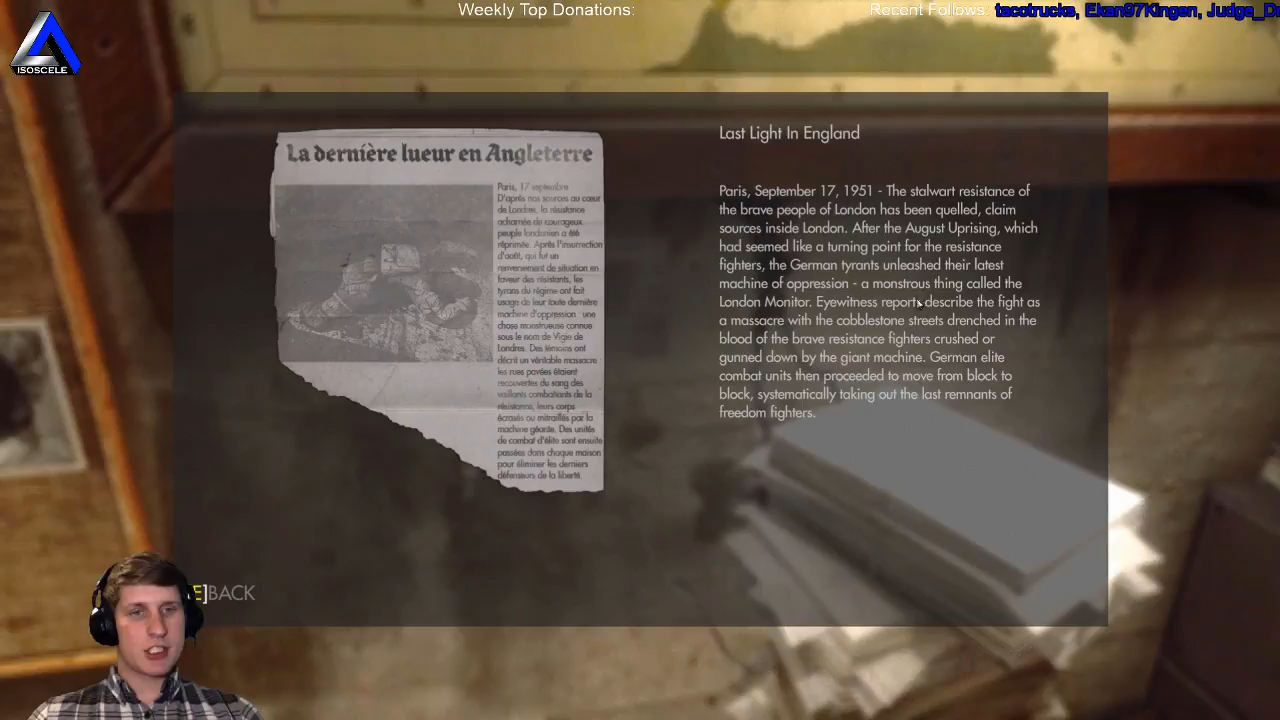 Weekly Top Donations:
Recent Follows: tacotrucks, Ekan97Kingen, Judge_D
ISOSCELE
La dernière lueur en Angleterre
Paris, 17 septembre
D'après nos sources au cœur
de Londres, la résistance
acharnée du courageux
peuple londonien a été
réprimée. Après l'insurrection
d'août, qui fut un
renversement de situation en
faveur des résistants, les
tyrans du régime ont fait
usage de leur toute dernière
machine d'oppression : une
chose monstrueuse connue
sous le nom de Vigie de
Londres. Des témoins ont
décrit un véritable massacre
les rues pavées étaient
recouvertes du sang des
vaillants combattants de la
résistance, leurs corps
écrasés ou mitraillés par la
machine géante. Des unités
de combat d'élite sont ensuite
passées dans chaque maison
pour éliminer les derniers
défenseurs de la liberté.
Last Light In England
Paris, September 17, 1951 - The stalwart resistance of
the brave people of London has been quelled, claim
sources inside London. After the August Uprising, which
had seemed like a turning point for the resistance
fighters, the German tyrants unleashed their latest
machine of oppression - a monstrous thing called the
London Monitor. Eyewitness reports describe the fight as
a massacre with the cobblestone streets drenched in the
blood of the brave resistance fighters crushed or
gunned down by the giant machine. German elite
combat units then proceeded to move from block to
block, systematically taking out the last remnants of
freedom fighters.
E]BACK